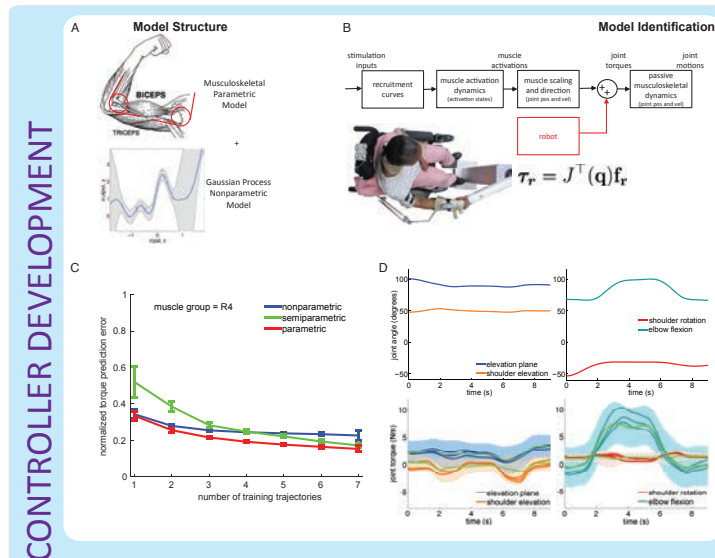 CONTROLLER DEVELOPMENT
A
Model Structure
BICEPS
TRICEPS
Musculoskeletal
Parametric
Model
+
Gaussian Process
Nonparametric
Model
-1
0
1
input, x
B
Model Identification
stimulation
inputs
muscle
activations
joint
torques
joint
motions
recruitment
curves
muscle activation
dynamics
(activation states)
muscle scaling
and direction
(joint pos and vel)
+
+
passive
musculoskeletal
dynamics
(joint pos and vel)
robot
τr = J⊤(q)fr
C
muscle group = R4
nonparametric
semiparametric
parametric
normalized torque prediction error
1
0.8
0.6
0.4
0.2
0
1 2 3 4 5 6 7
number of training trajectories
D
joint angle (degrees)
100
50
0
−50
elevation plane
shoulder elevation
0 2 4 6 8
time (s)
100
50
0
−50
shoulder rotation
elbow flexion
0 2 4 6 8
time (s)
joint torque (Nm)
10
5
0
-5
elevation plane
shoulder elevation
0 2 4 6 8
time (s)
10
5
0
-5
shoulder rotation
elbow flexion
0 2 4 6 8
time (s)